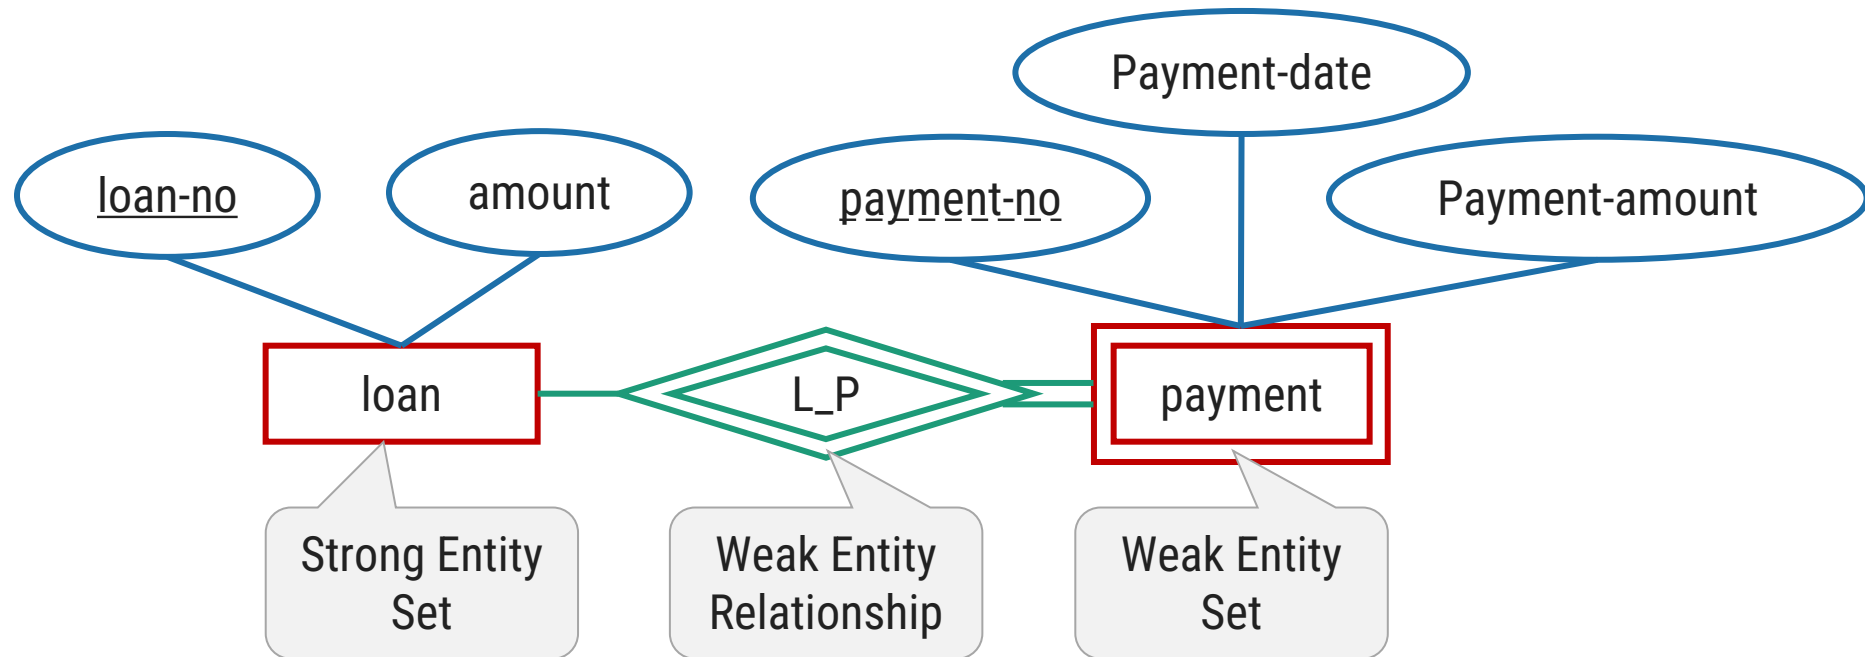 Payment-date
loan-no
amount
payment-no
Payment-amount
loan
L_P
payment
Strong Entity
Set
Weak Entity
Relationship
Weak Entity
Set